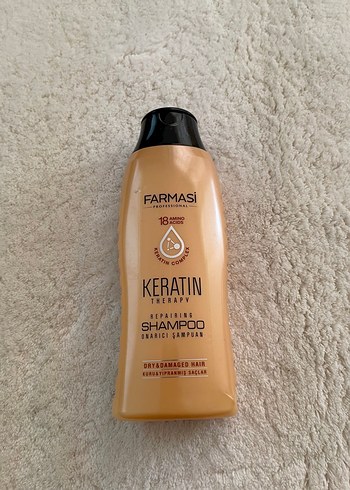 FARMASi
PROFESSIONAL
18 AMINO ACIDS
KERATIN COMPLEX
KERATIN
THERAPY
REPAIRING
SHAMPOO
ONARICI ŞAMPUAN
DRY&DAMAGED HAIR
KURU&YIPRANMIŞ SAÇLAR